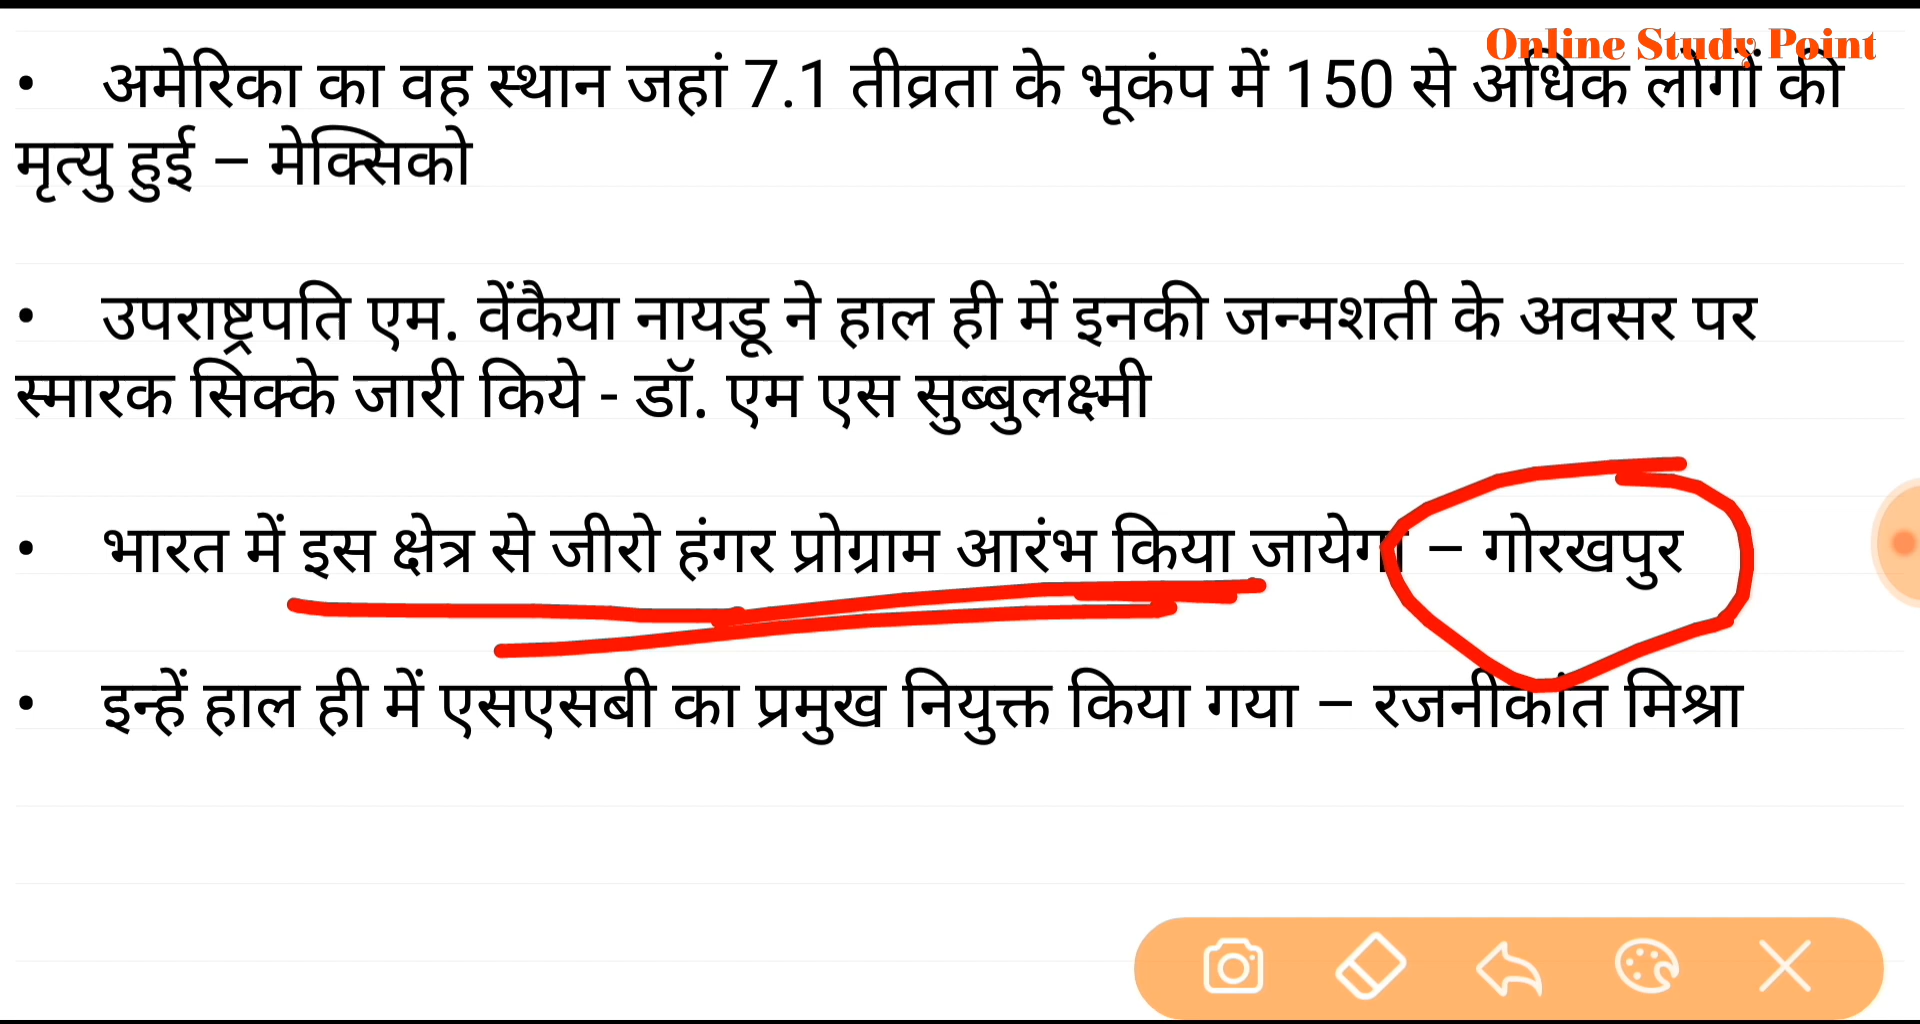 Online Study Point
• अमेरिका का वह स्थान जहां 7.1 तीव्रता के भूकंप में 150 से अधिक लोगों की
मृत्यु हुई – मेक्सिको
• उपराष्ट्रपति एम. वेंकैया नायडू ने हाल ही में इनकी जन्मशती के अवसर पर
स्मारक सिक्के जारी किये - डॉ. एम एस सुब्बुलक्ष्मी
• भारत में इस क्षेत्र से जीरो हंगर प्रोग्राम आरंभ किया जायेगा – गोरखपुर
• इन्हें हाल ही में एसएसबी का प्रमुख नियुक्त किया गया – रजनीकांत मिश्रा